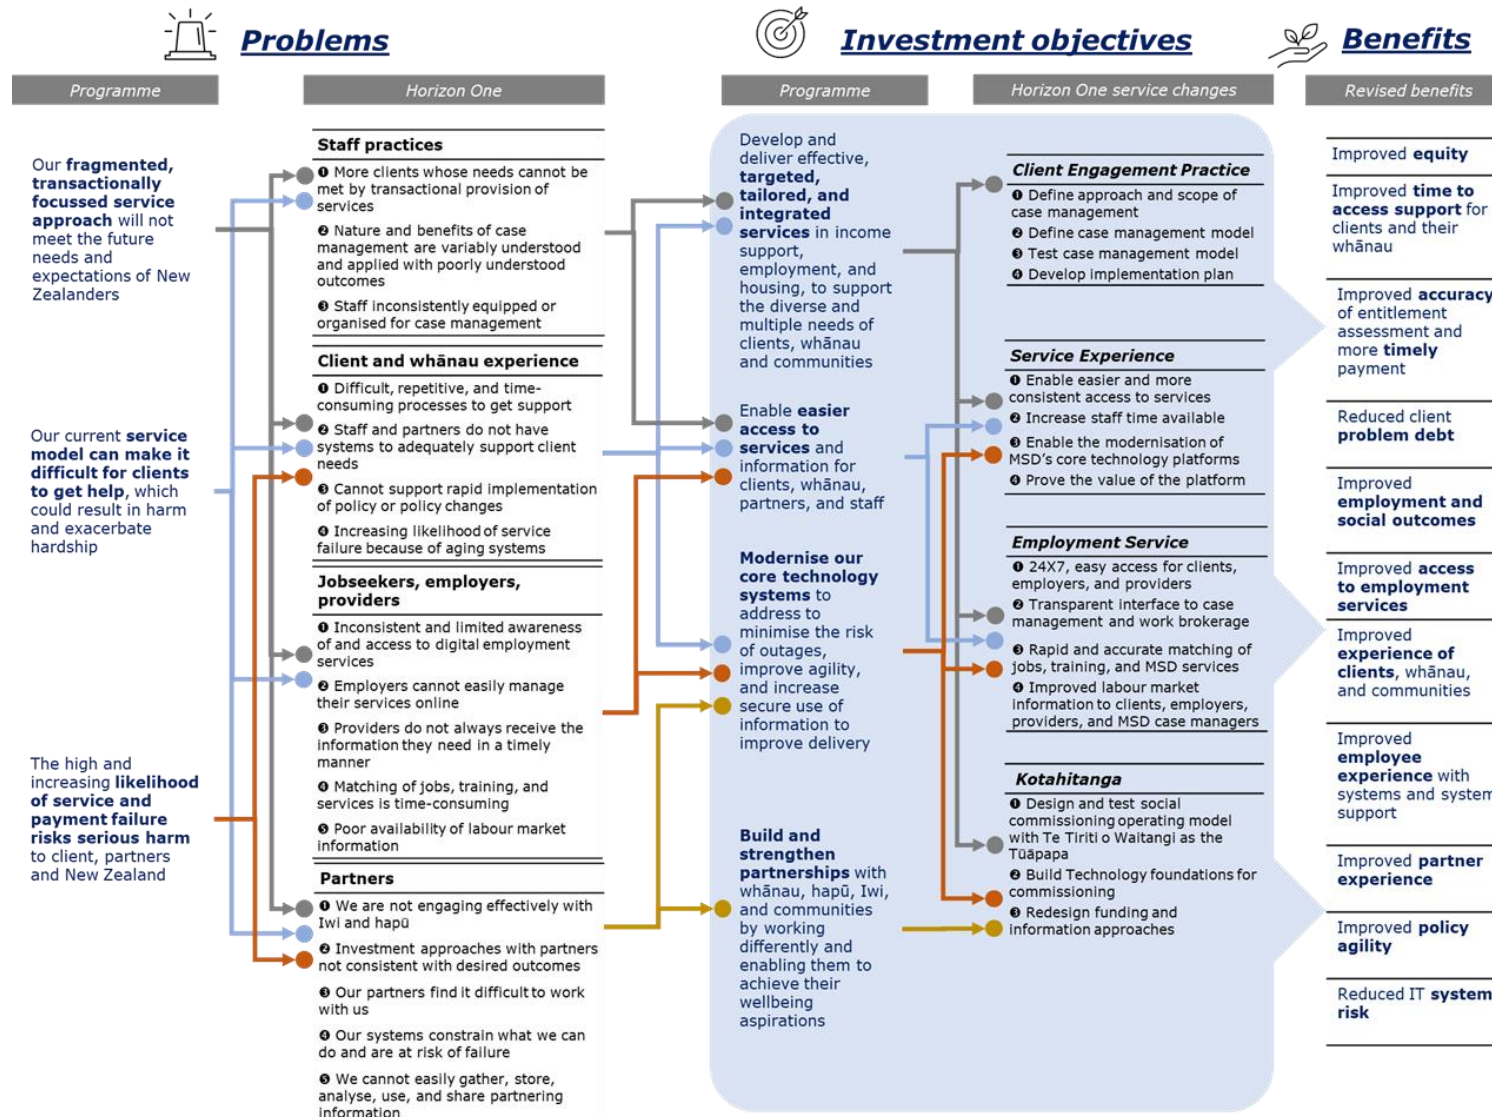 Problems
Investment objectives
Benefits
Programme
Horizon One
Programme
Horizon One service changes
Revised benefits
Our fragmented,
transactionally
focussed service
approach will not
meet the future
needs and
expectations of New
Zealanders
Our current service
model can make it
difficult for clients
to get help, which
could result in harm
and exacerbate
hardship
The high and
increasing likelihood
of service and
payment failure
risks serious harm
to client, partners
and New Zealand
Staff practices
❶ More clients whose needs cannot be
met by transactional provision of
services
❷ Nature and benefits of case
management are variably understood
and applied with poorly understood
outcomes
❸ Staff inconsistently equipped or
organised for case management
Client and whānau experience
❶ Difficult, repetitive, and time-
consuming processes to get support
❷ Staff and partners do not have
systems to adequately support client
needs
❸ Cannot support rapid implementation
of policy or policy changes
❹ Increasing likelihood of service
failure because of aging systems
Jobseekers, employers,
providers
❶ Inconsistent and limited awareness
of and access to digital employment
services
❷ Employers cannot easily manage
their services online
❸ Providers do not always receive the
information they need in a timely
manner
❹ Matching of jobs, training, and
services is time-consuming
❺ Poor availability of labour market
information
Partners
❶ We are not engaging effectively with
Iwi and hapū
❷ Investment approaches with partners
not consistent with desired outcomes
❸ Our partners find it difficult to work
with us
❹ Our systems constrain what we can
do and are at risk of failure
❺ We cannot easily gather, store,
analyse, use, and share partnering
information
Develop and
deliver effective,
targeted,
tailored, and
integrated
services in income
support,
employment, and
housing, to support
the diverse and
multiple needs of
clients, whānau
and communities
Enable easier
access to
services and
information for
clients, whānau,
partners, and staff
Modernise our
core technology
systems to
address to
minimise the risk
of outages,
improve agility,
and increase
secure use of
information to
improve delivery
Build and
strengthen
partnerships with
whānau, hapū, Iwi,
and communities
by working
differently and
enabling them to
achieve their
wellbeing
aspirations
Client Engagement Practice
❶ Define approach and scope of
case management
❷ Define case management model
❸ Test case management model
❹ Develop implementation plan
Service Experience
❶ Enable easier and more
consistent access to services
❷ Increase staff time available
❸ Enable the modernisation of
MSD's core technology platforms
❹ Prove the value of the platform
Employment Service
❶ 24X7, easy access for clients,
employers, and providers
❷ Transparent interface to case
management and work brokerage
❸ Rapid and accurate matching of
jobs, training, and MSD services
❹ Improved labour market
information to clients, employers,
providers, and MSD case managers
Kotahitanga
❶ Design and test social
commissioning operating model
with Te Tiriti o Waitangi as the
Tūāpapa
❷ Build Technology foundations for
commissioning
❸ Redesign funding and
information approaches
Improved equity
Improved time to
access support for
clients and their
whānau
Improved accuracy
of entitlement
assessment and
more timely
payment
Reduced client
problem debt
Improved
employment and
social outcomes
Improved access
to employment
services
Improved
experience of
clients, whānau,
and communities
Improved
employee
experience with
systems and system
support
Improved partner
experience
Improved policy
agility
Reduced IT system
risk